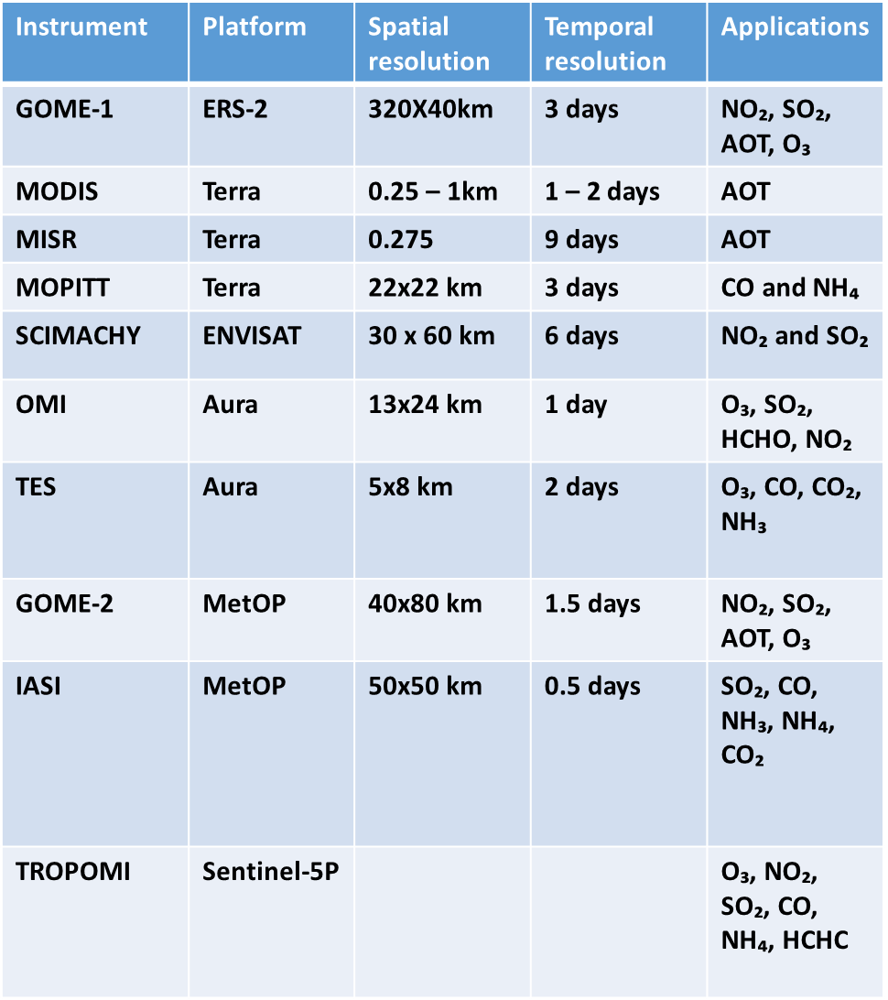 Instrument Platform Spatial resolution Temporal resolution Applications
GOME-1 ERS-2 320X40km 3 days NO₂, SO₂, AOT, O₃
MODIS Terra 0.25 – 1km 1 – 2 days AOT
MISR Terra 0.275 9 days AOT
MOPITT Terra 22x22 km 3 days CO and NH₄
SCIMACHY ENVISAT 30 x 60 km 6 days NO₂ and SO₂
OMI Aura 13x24 km 1 day O₃, SO₂, HCHO, NO₂
TES Aura 5x8 km 2 days O₃, CO, CO₂, NH₃
GOME-2 MetOP 40x80 km 1.5 days NO₂, SO₂, AOT, O₃
IASI MetOP 50x50 km 0.5 days SO₂, CO, NH₃, NH₄, CO₂
TROPOMI Sentinel-5P O₃, NO₂, SO₂, CO, NH₄, HCHC